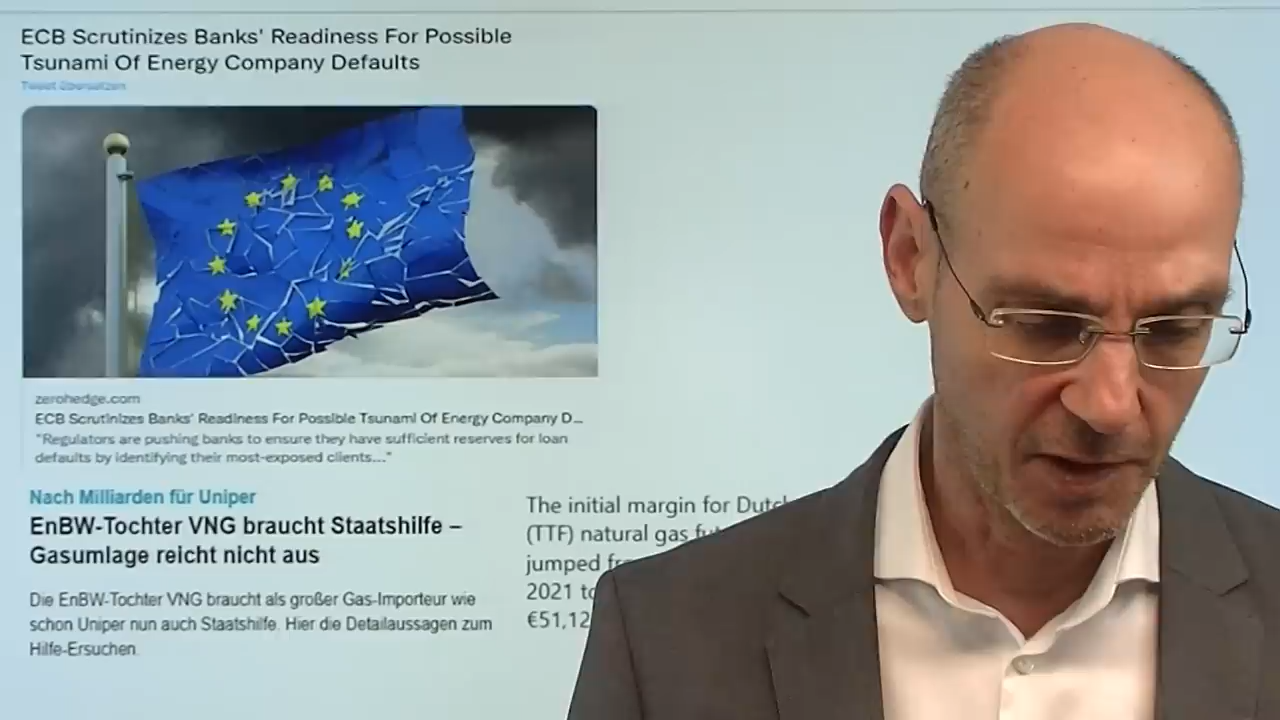 ECB Scrutinizes Banks' Readiness For Possible
Tsunami Of Energy Company Defaults
Tweet übersetzen
zerohedge.com
ECB Scrutinizes Banks' Readiness For Possible Tsunami Of Energy Company D...
"Regulators are pushing banks to ensure they have sufficient reserves for loan
defaults by identifying their most-exposed clients...."
Nach Milliarden für Uniper
EnBW-Tochter VNG braucht Staatshilfe –
Gasumlage reicht nicht aus
Die EnBW-Tochter VNG braucht als großer Gas-Importeur wie
schon Uniper nun auch Staatshilfe. Hier die Detailaussagen zum
Hilfe-Ersuchen.
The initial margin for
(TTF) natural gas
jumped
2021
€51,12